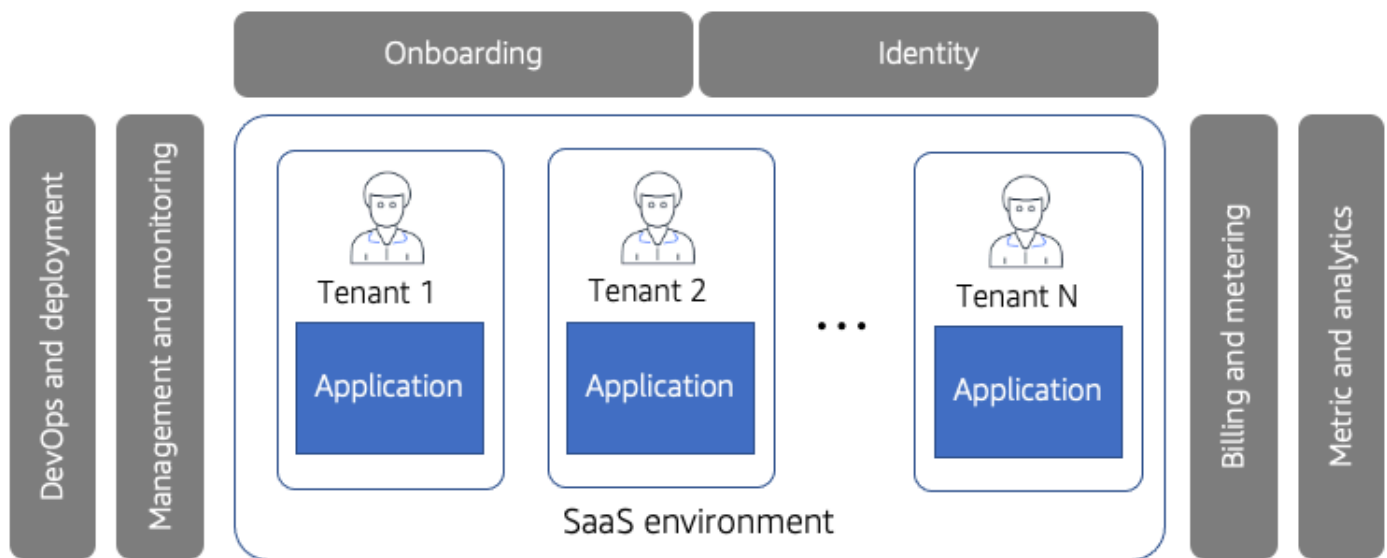 Onboarding
Identity
DevOps and deployment
Management and monitoring
Tenant 1
Application
Tenant 2
Application
...
Tenant N
Application
SaaS environment
Billing and metering
Metric and analytics